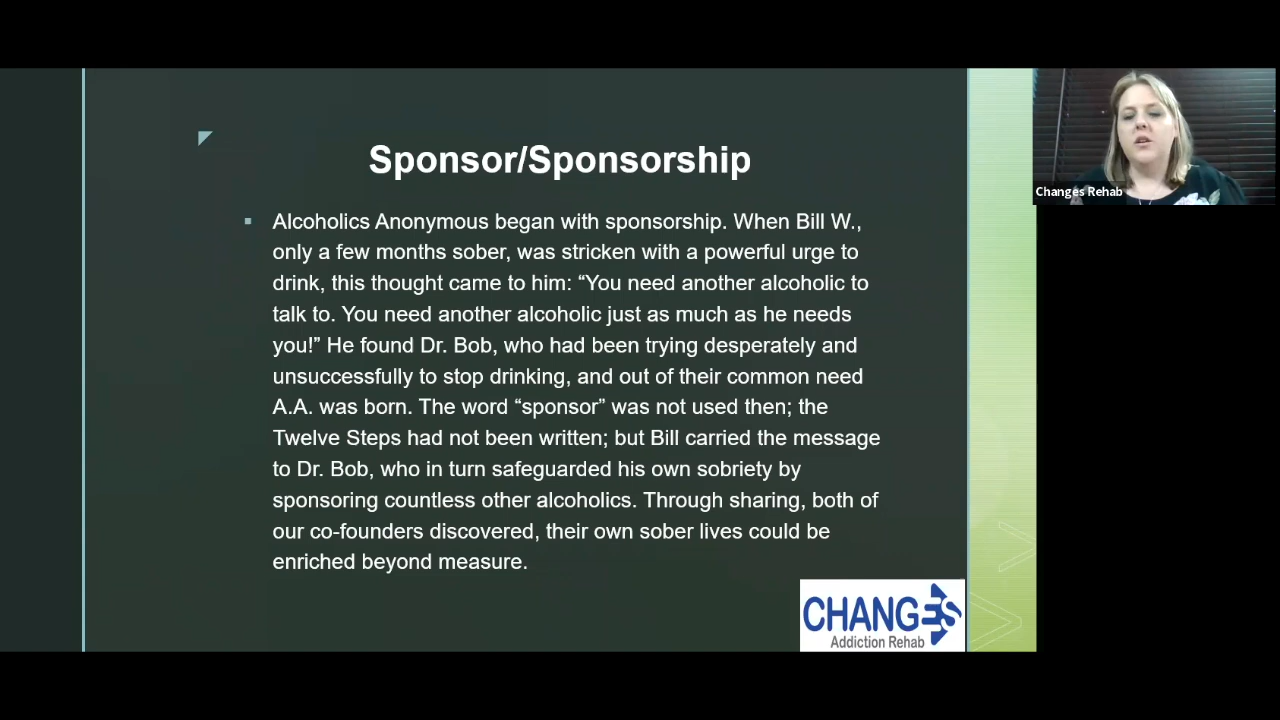 Sponsor/Sponsorship
Alcoholics Anonymous began with sponsorship. When Bill W.,
only a few months sober, was stricken with a powerful urge to
drink, this thought came to him: “You need another alcoholic to
talk to. You need another alcoholic just as much as he needs
you!” He found Dr. Bob, who had been trying desperately and
unsuccessfully to stop drinking, and out of their common need
A.A. was born. The word “sponsor” was not used then; the
Twelve Steps had not been written; but Bill carried the message
to Dr. Bob, who in turn safeguarded his own sobriety by
sponsoring countless other alcoholics. Through sharing, both of
our co-founders discovered, their own sober lives could be
enriched beyond measure.
Changes Rehab
CHANGES
Addiction Rehab